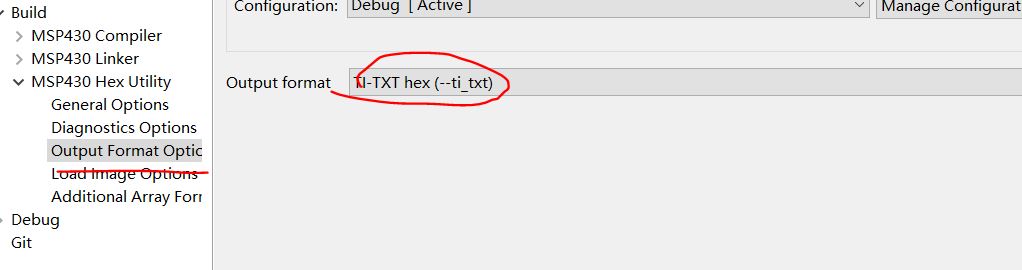 Configuration: Debug [ Active ] Manage Configurat
Build
MSP430 Compiler
MSP430 Linker
MSP430 Hex Utility
Output format TI-TXT hex (--ti_txt)
General Options
Diagnostics Options
Output Format Optic
Load Image Options
Additional Array Forr
Debug
Git